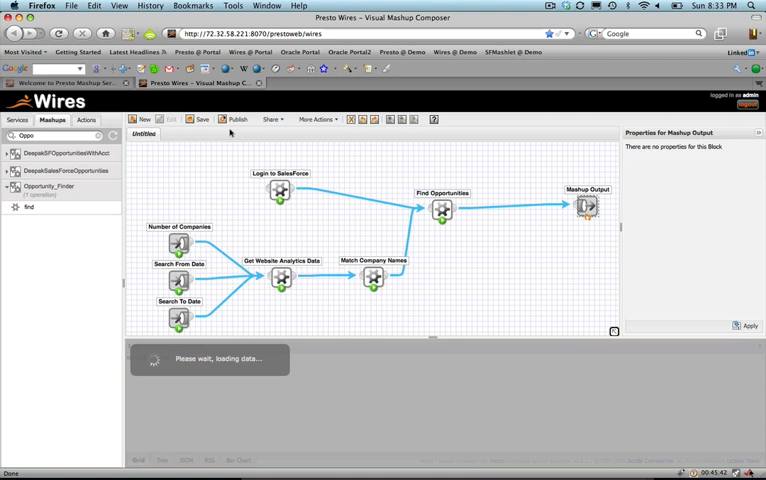 Firefox File Edit View History Bookmarks Tools Window Help Sun 8:33 PM
Presto Wires – Visual Mashup Composer
http://72.32.58.221:8070/prestoweb/wires
Google
Most Visited Getting Started Latest Headlines Presto @ Portal Wires @ Portal Oracle Portal Oracle Portal2 Presto @ Demo Wires @ Demo SFMashlet @ Demo
LinkedIn
Google
Welcome to Presto Mashup Ser...
Presto Wires – Visual Mashup C...
Wires
logged in as admin
logout
Services Mashups Actions
New Edit Save Publish Share More Actions
Oppo
Untitled
Properties for Mashup Output
There are no properties for this Block
DeepakSFOpportunitiesWithAcct
DeepakSalesForceOpportunities
Opportunity_Finder
(1 operation)
find
Login to SalesForce
Find Opportunities
Mashup Output
Number of Companies
Search From Date
Get Website Analytics Data
Match Company Names
Search To Date
Apply
Please wait, loading data...
Grid Tree JSON RSS Bar Chart
Done
00:45:42